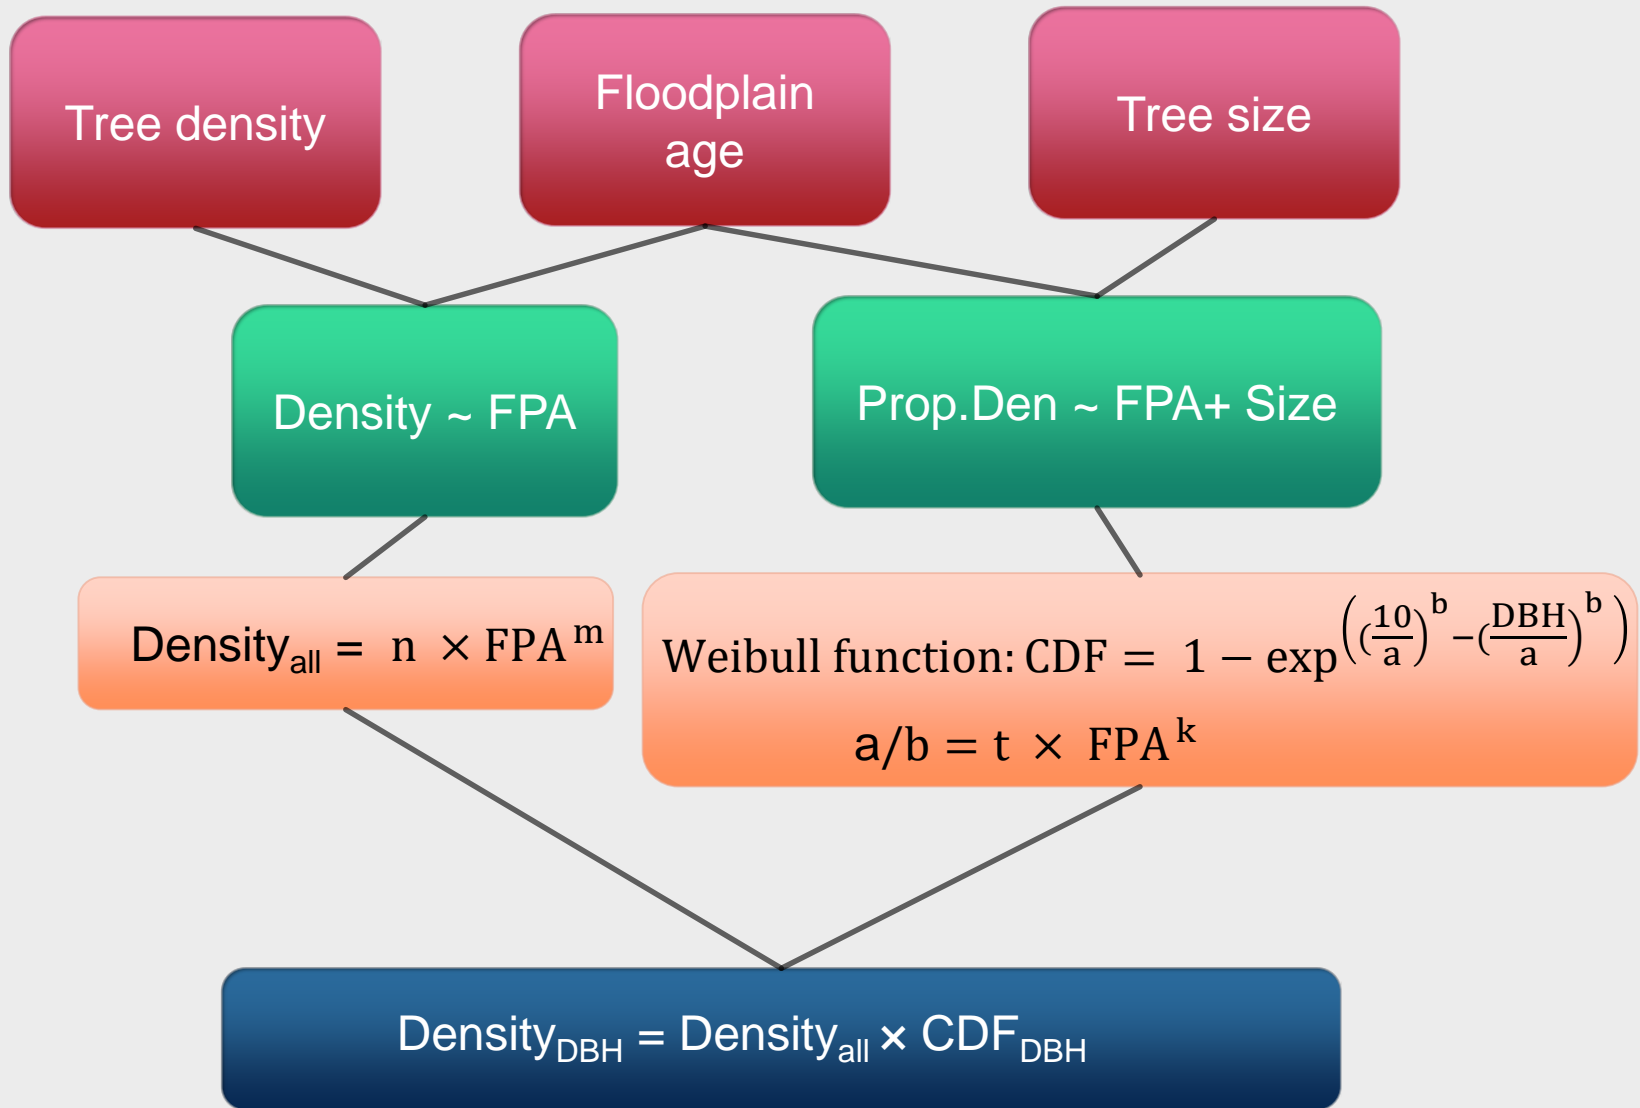 Tree density
Floodplain
age
Tree size
Density ~ FPA
Prop.Den ~ FPA+ Size
Density_all = n × FPA^m
Weibull function: CDF = 1 − exp^(((10/a)^b − (DBH/a)^b))
a/b = t × FPA^k
Density_DBH = Density_all × CDF_DBH